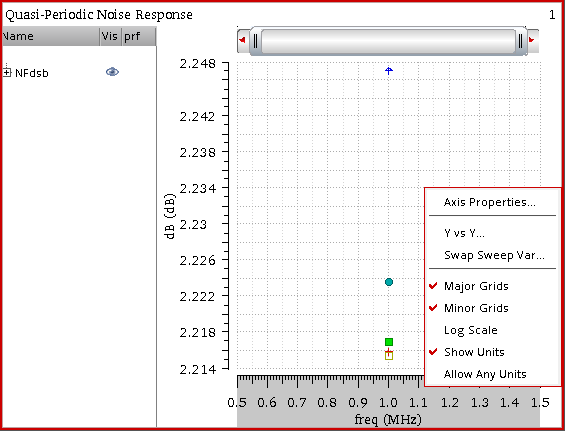 Quasi-Periodic Noise Response 1
Name Vis prf
NFdsb
2.248
2.242
2.238
2.234
2.23
2.226
2.222
2.218
2.214
dB (dB)
0.5 0.6 0.7 0.8 0.9 1.0 1.1 1.2 1.3 1.4 1.5
freq (MHz)
Axis Properties...
Y vs Y...
Swap Sweep Var...
Major Grids
Minor Grids
Log Scale
Show Units
Allow Any Units